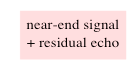 near-end signal
+ residual echo